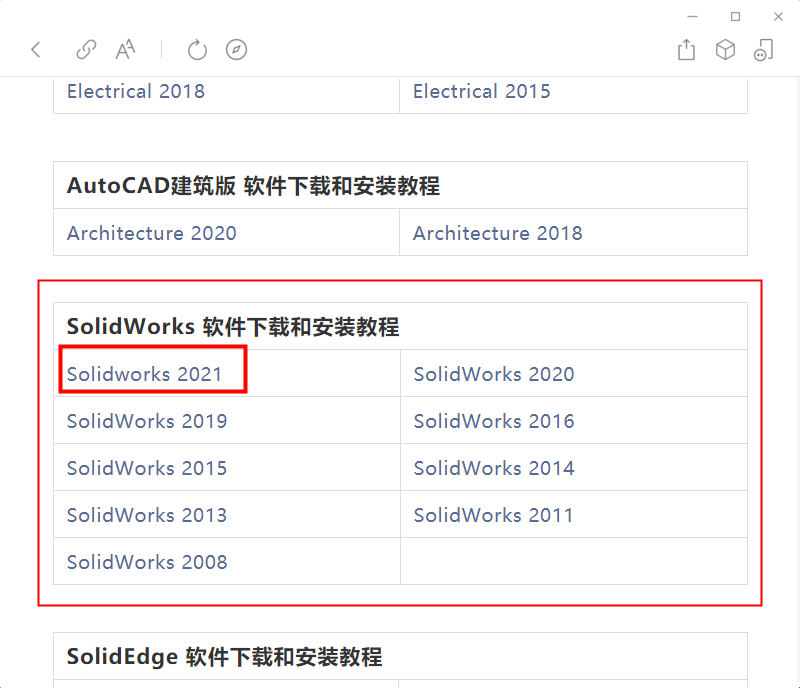 Electrical 2018 Electrical 2015
AutoCAD建筑版 软件下载和安装教程
Architecture 2020 Architecture 2018
SolidWorks 软件下载和安装教程
Solidworks 2021 SolidWorks 2020
SolidWorks 2019 SolidWorks 2016
SolidWorks 2015 SolidWorks 2014
SolidWorks 2013 SolidWorks 2011
SolidWorks 2008
SolidEdge 软件下载和安装教程